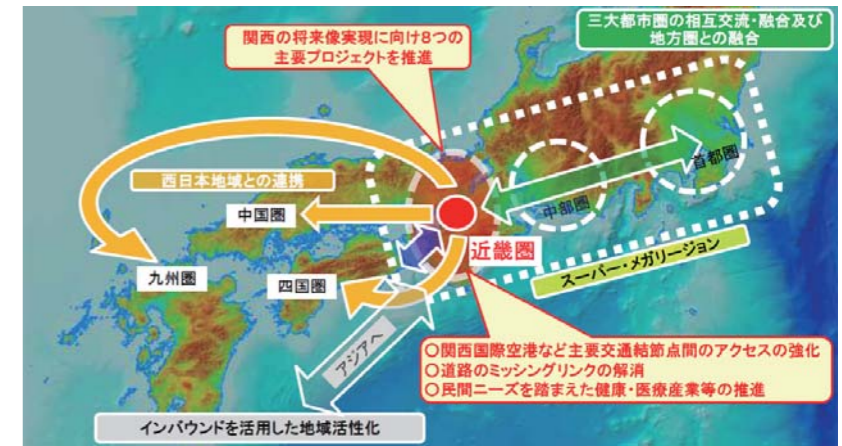 関西の将来像実現に向け8つの
主要プロジェクトを推進
三大都市圏の相互交流・融合及び
地方圏との融合
首都圏
中部圏
西日本地域との連携
中国圏
近畿圏
九州圏
四国圏
スーパー・メガリージョン
アジアへ
○関西国際空港など主要交通結節点間のアクセスの強化
○道路のミッシングリンクの解消
○民間ニーズを踏まえた健康・医療産業等の推進
インバウンドを活用した地域活性化